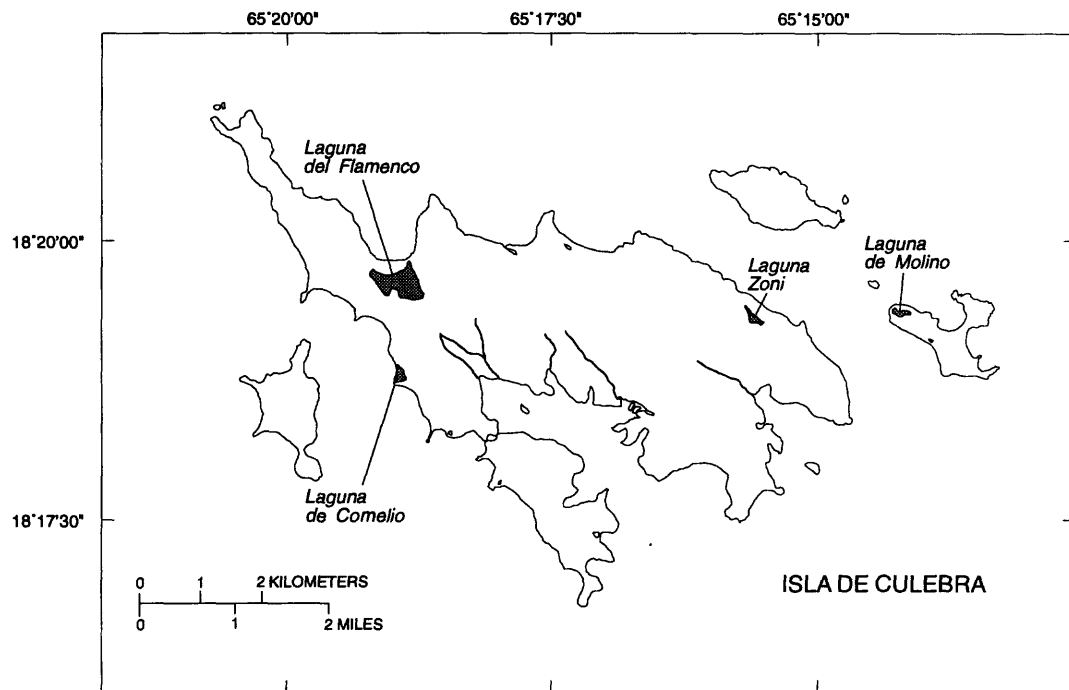 65°20'00" 65°17'30" 65°15'00"
Laguna
del Flamenco
18°20'00"
Laguna
de Molino
Laguna
Zoni
Laguna
de Cornelio
18°17'30"
0 1 2 KILOMETERS
0 1 2 MILES
ISLA DE CULEBRA